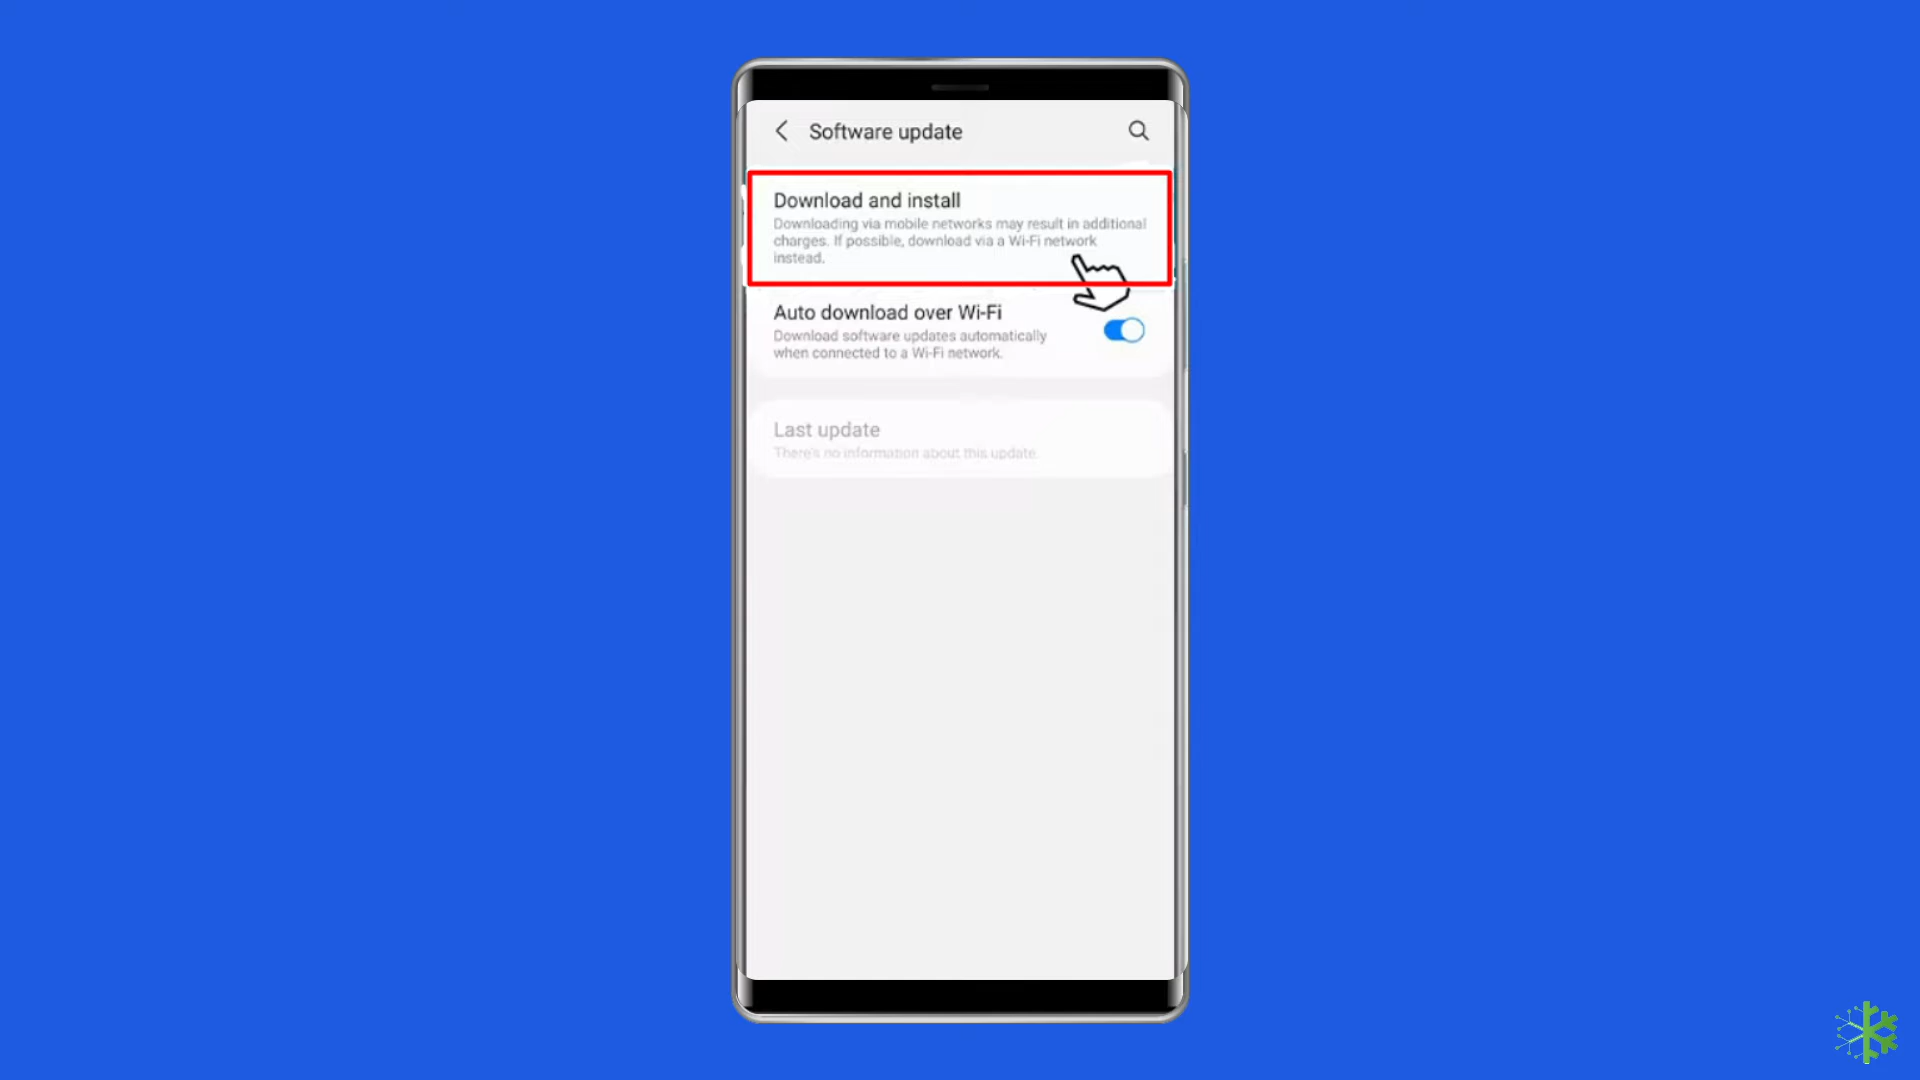 Software update
Download and install
Downloading via mobile networks may result in additional
charges. If possible, download via a Wi-Fi network
instead.
Auto download over Wi-Fi
Download software updates automatically
when connected to a Wi-Fi network.
Last update
There's no information about this update.